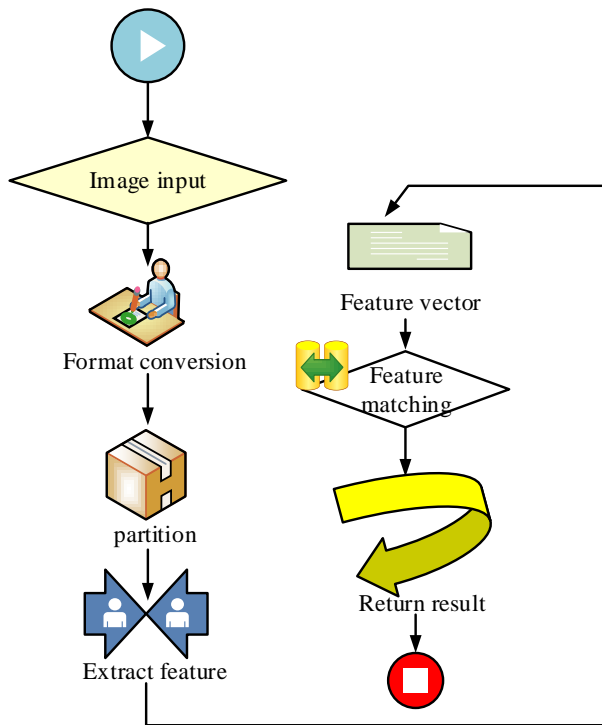 Image input
Format conversion
partition
Extract feature
Feature vector
Feature
matching
Return result